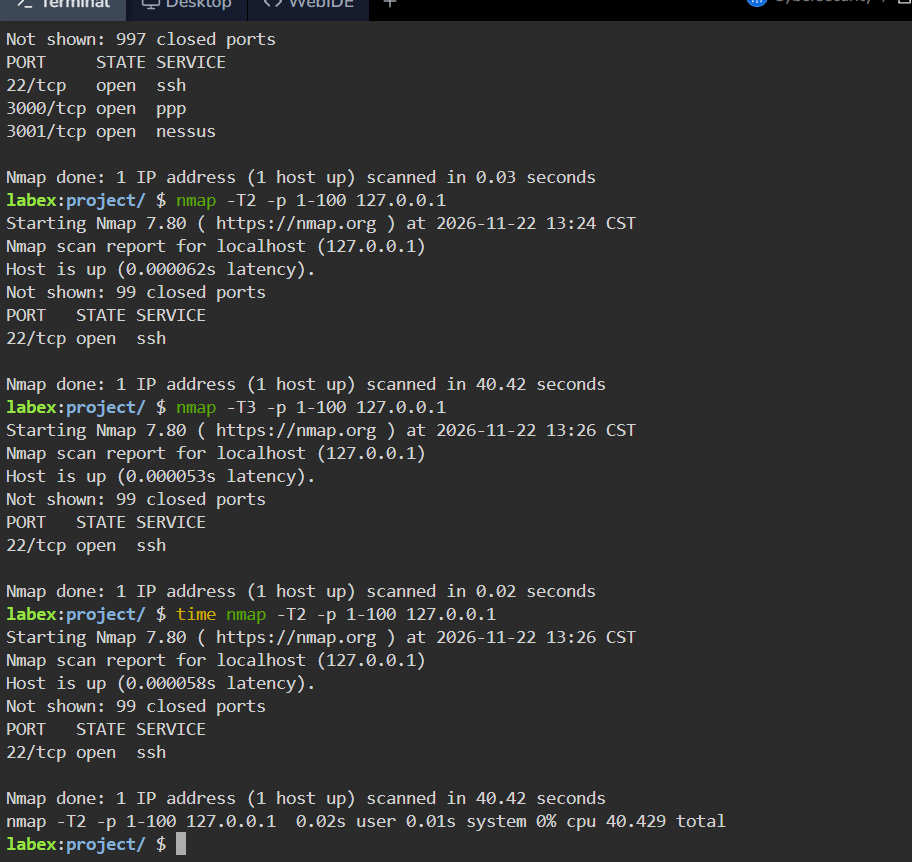 Terminal Desktop <> WebIDE +
Not shown: 997 closed ports
PORT     STATE SERVICE
22/tcp   open  ssh
3000/tcp open  ppp
3001/tcp open  nessus
Nmap done: 1 IP address (1 host up) scanned in 0.03 seconds
labex:project/ $ nmap -T2 -p 1-100 127.0.0.1
Starting Nmap 7.80 ( https://nmap.org ) at 2026-11-22 13:24 CST
Nmap scan report for localhost (127.0.0.1)
Host is up (0.000062s latency).
Not shown: 99 closed ports
PORT   STATE SERVICE
22/tcp open  ssh
Nmap done: 1 IP address (1 host up) scanned in 40.42 seconds
labex:project/ $ nmap -T3 -p 1-100 127.0.0.1
Starting Nmap 7.80 ( https://nmap.org ) at 2026-11-22 13:26 CST
Nmap scan report for localhost (127.0.0.1)
Host is up (0.000053s latency).
Not shown: 99 closed ports
PORT   STATE SERVICE
22/tcp open  ssh
Nmap done: 1 IP address (1 host up) scanned in 0.02 seconds
labex:project/ $ time nmap -T2 -p 1-100 127.0.0.1
Starting Nmap 7.80 ( https://nmap.org ) at 2026-11-22 13:26 CST
Nmap scan report for localhost (127.0.0.1)
Host is up (0.000058s latency).
Not shown: 99 closed ports
PORT   STATE SERVICE
22/tcp open  ssh
Nmap done: 1 IP address (1 host up) scanned in 40.42 seconds
nmap -T2 -p 1-100 127.0.0.1  0.02s user 0.01s system 0% cpu 40.429 total
labex:project/ $